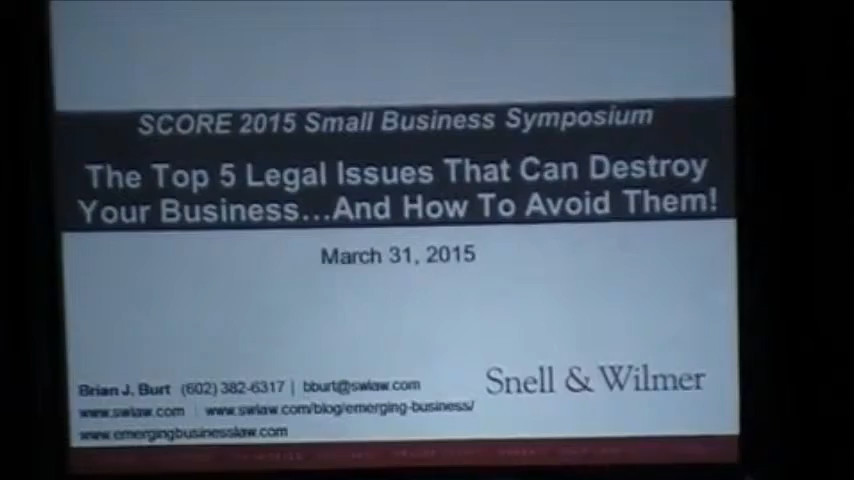 SCORE 2015 Small Business Symposium
The Top 5 Legal Issues That Can Destroy
Your Business...And How To Avoid Them!
March 31, 2015
Brian J. Burt (602) 382-6317 | bburt@swlaw.com
www.swlaw.com | www.swlaw.com/blog/emerging-business/
www.emergingbusinesslaw.com
Snell & Wilmer